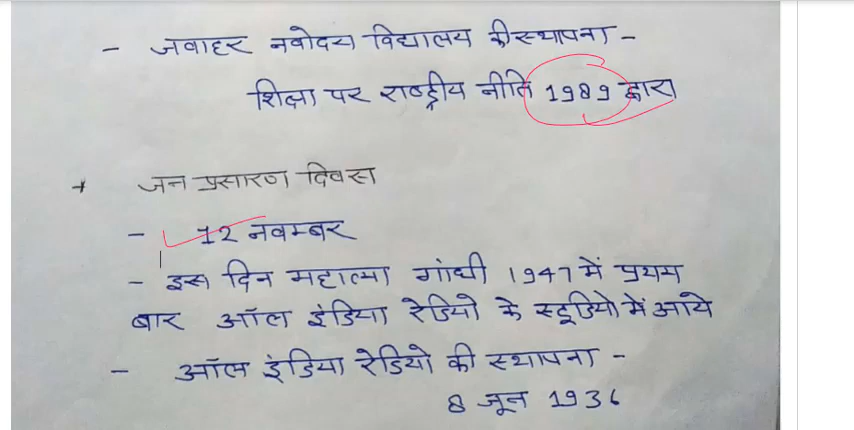 - जवाहर नवोदय विद्यालय की स्थापना -
शिक्षा पर राष्ट्रीय नीति 1989 द्वारा
+ जन प्रसारण दिवस
- 12 नवम्बर
- इस दिन महात्मा गांधी 1947 में प्रथम
बार ऑल इंडिया रेडियो के स्टूडियो में आये
- ऑल इंडिया रेडियो की स्थापना -
8 जून 1936